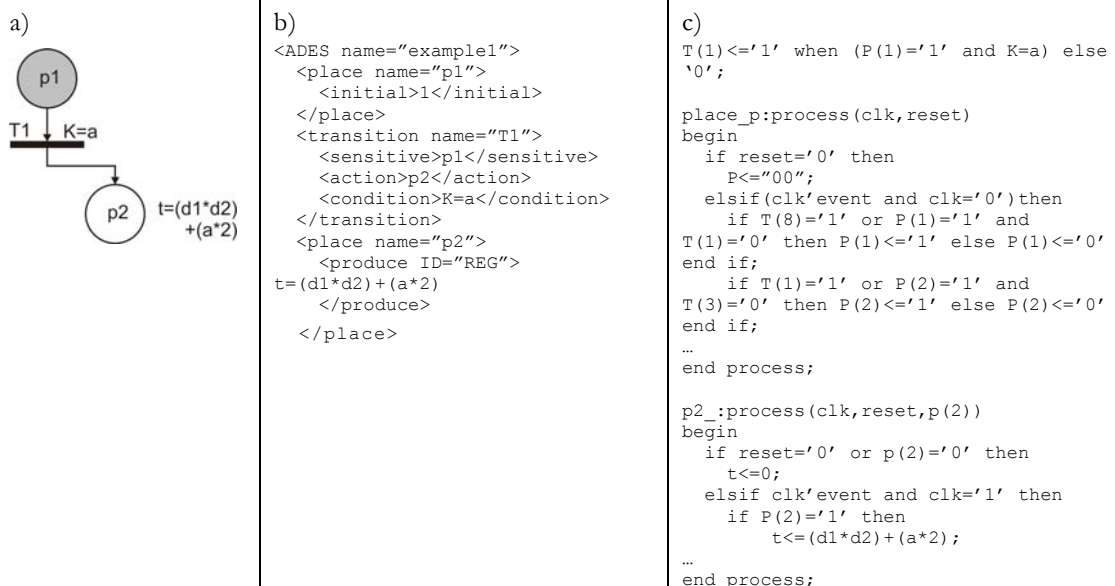 a)
p1
T1 K=a
p2
t=(d1*d2)
+(a*2)
b)
<ADES name=”example1”>
<place name=”p1”>
<initial>1</initial>
</place>
<transition name=”T1”>
<sensitive>p1</sensitive>
<action>p2</action>
<condition>K=a</condition>
</transition>
<place name=”p2”>
<produce ID=”REG”>
t=(d1*d2)+(a*2)
</produce>
</place>
c)
T(1)<=’1’ when (P(1)=’1’ and K=a) else
‘0’;
place_p:process(clk,reset)
begin
if reset=’0’ then
P<=”00”;
elsif(clk’event and clk=’0’)then
if T(8)=’1’ or P(1)=’1’ and
T(1)=’0’ then P(1)<=’1’ else P(1)<=’0’
end if;
if T(1)=’1’ or P(2)=’1’ and
T(3)=’0’ then P(2)<=’1’ else P(2)<=’0’
end if;
…
end process;
p2_:process(clk,reset,p(2))
begin
if reset=’0’ or p(2)=’0’ then
t<=0;
elsif clk’event and clk=’1’ then
if P(2)=’1’ then
t<=(d1*d2)+(a*2);
…
end process;